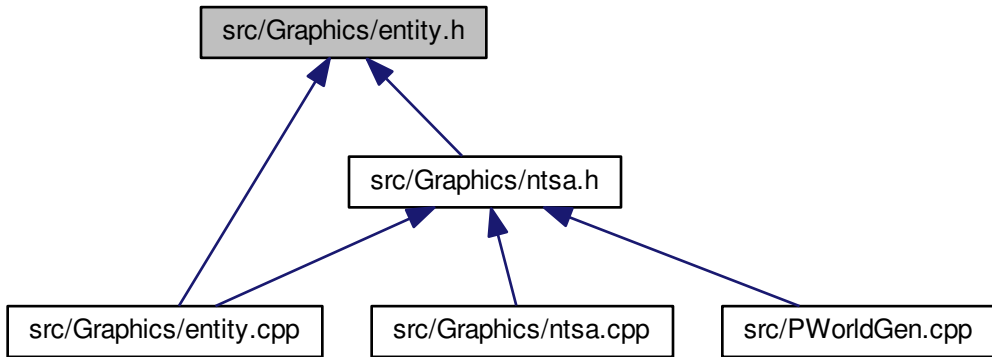 src/Graphics/entity.h
src/Graphics/ntsa.h
src/Graphics/entity.cpp
src/Graphics/ntsa.cpp
src/PWorldGen.cpp